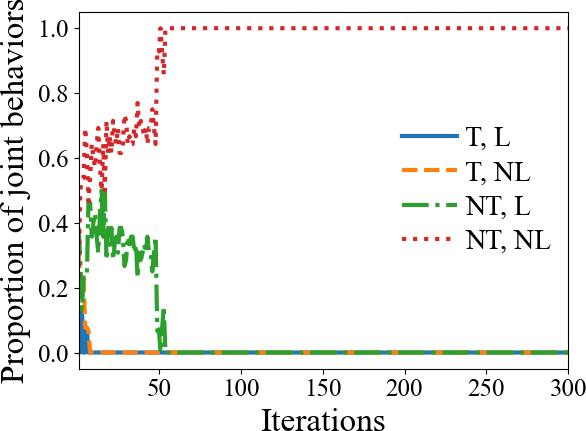 Proportion of joint behaviors
1.0
0.8
0.6
0.4
0.2
0.0
T, L
T, NL
NT, L
NT, NL
50 100 150 200 250 300
Iterations